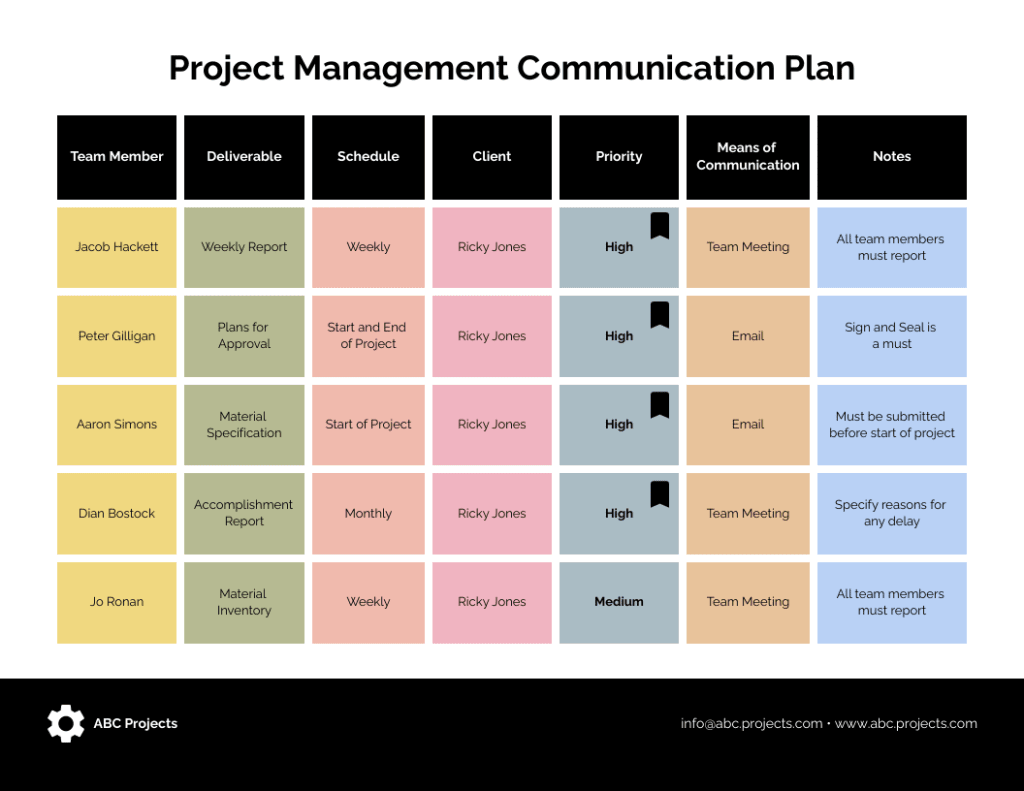 Project Management Communication Plan
Team Member
Deliverable
Schedule
Client
Priority
Means of
Communication
Notes
Jacob Hackett
Weekly Report
Weekly
Ricky Jones
High
Team Meeting
All team members
must report
Peter Gilligan
Plans for
Approval
Start and End
of Project
Ricky Jones
High
Email
Sign and Seal is
a must
Aaron Simons
Material
Specification
Start of Project
Ricky Jones
High
Email
Must be submitted
before start of project
Dian Bostock
Accomplishment
Report
Monthly
Ricky Jones
High
Team Meeting
Specify reasons for
any delay
Jo Ronan
Material
Inventory
Weekly
Ricky Jones
Medium
Team Meeting
All team members
must report
ABC Projects
info@abc.projects.com • www.abc.projects.com